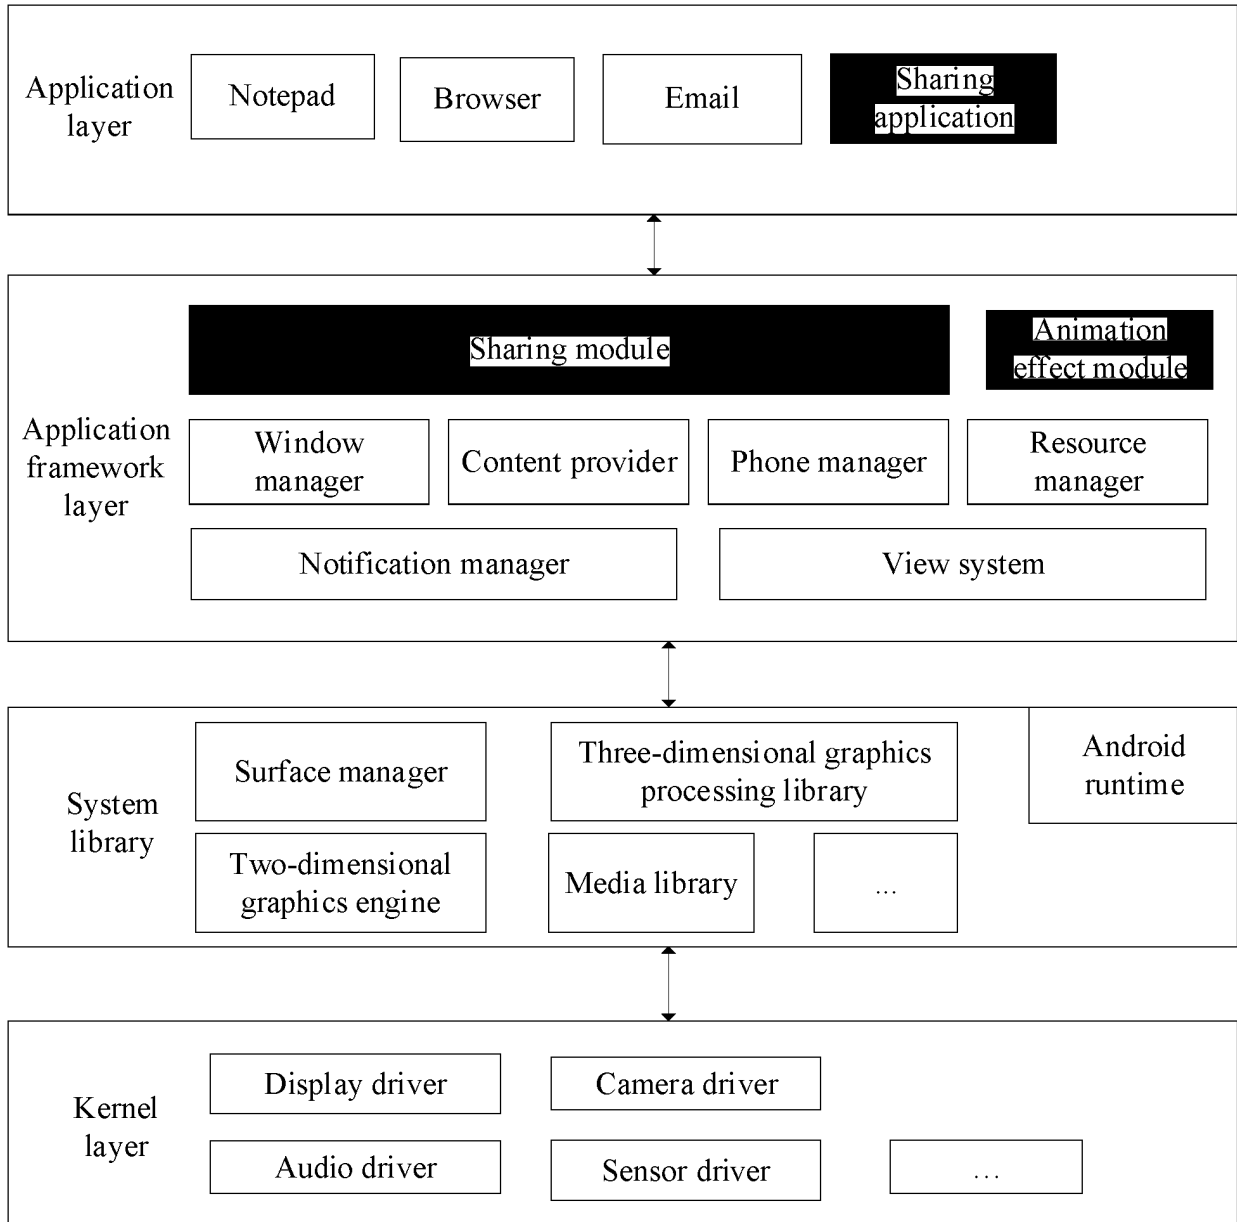 Application
layer
Notepad
Browser
Email
Sharing
application
Application
framework
layer
Sharing module
Animation
effect module
Window
manager
Content provider
Phone manager
Resource
manager
Notification manager
View system
System
library
Surface manager
Three-dimensional graphics
processing library
Android
runtime
Two-dimensional
graphics engine
Media library
...
Kernel
layer
Display driver
Camera driver
Audio driver
Sensor driver
...